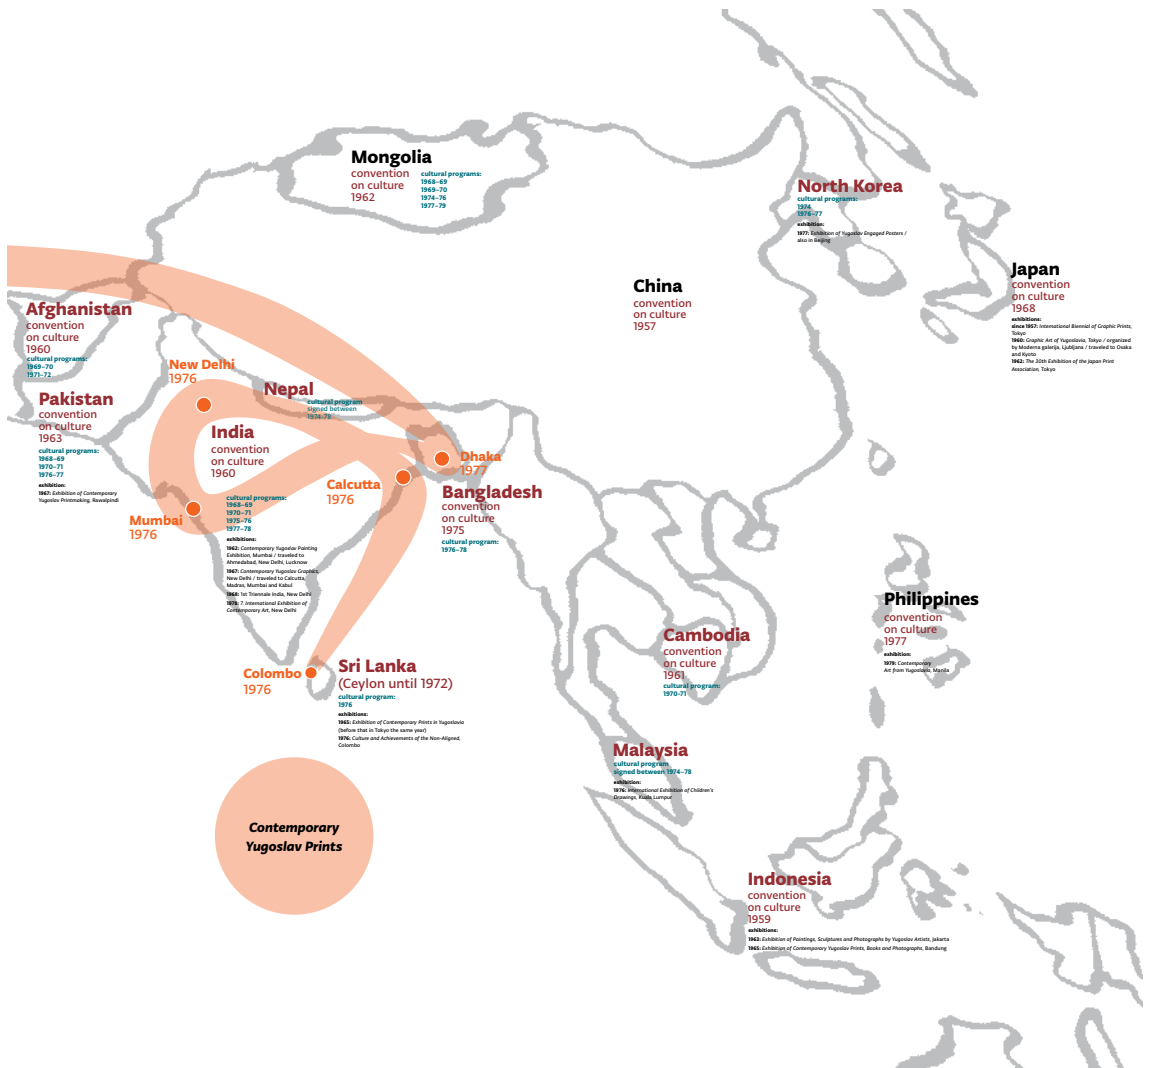 Mongolia
convention
on culture
1962
cultural programs:
1968–69
1969–70
1974–76
1977–79
North Korea
cultural programs:
1974
1976–77
exhibition:
1977: Exhibition of Yugoslav Engaged Posters /
also in Beijing
China
convention
on culture
1957
Japan
convention
on culture
1968
exhibitions:
since 1957: International Biennial of Graphic Prints,
Tokyo
1960: Graphic Art of Yugoslavia, Tokyo / organized
by Moderna galerija, Ljubljana / traveled to Osaka
and Kyoto
1962: The 30th Exhibition of the Japan Print
Association, Tokyo
Afghanistan
convention
on culture
1960
cultural programs:
1969–70
1971–72
Pakistan
convention
on culture
1963
cultural programs:
1968–69
1970–71
1976–77
exhibition:
1967: Exhibition of Contemporary
Yugoslav Printmaking, Rawalpindi
New Delhi
1976
Nepal
cultural program
signed between
1974–78
India
convention
on culture
1960
cultural programs:
1968–69
1970–71
1975–76
1977–78
exhibitions:
1962: Contemporary Yugoslav Painting
Exhibition, Mumbai / traveled to
Ahmedabad, New Delhi, Lucknow
1967: Contemporary Yugoslav Graphics,
New Delhi / traveled to Calcutta,
Madras, Mumbai and Kabul
1968: 1st Triennale India, New Delhi
1978: 7. International Exhibition of
Contemporary Art, New Delhi
Mumbai
1976
Calcutta
1976
Dhaka
1977
Bangladesh
convention
on culture
1975
cultural program:
1976–78
Colombo
1976
Sri Lanka
(Ceylon until 1972)
cultural program:
1976
exhibitions:
1965: Exhibition of Contemporary Prints in Yugoslavia
(before that in Tokyo the same year)
1976: Culture and Achievements of the Non-Aligned,
Colombo
Philippines
convention
on culture
1977
exhibition:
1979: Contemporary
Art from Yugoslavia, Manila
Cambodia
convention
on culture
1961
cultural program:
1970-71
Malaysia
cultural program
signed between 1974–78
exhibition:
1976: International Exhibition of Children's
Drawings, Kuala Lumpur
Contemporary
Yugoslav Prints
Indonesia
convention
on culture
1959
exhibitions:
1962: Exhibition of Paintings, Sculptures and Photographs by Yugoslav Artists, Jakarta
1965: Exhibition of Contemporary Yugoslav Prints, Books and Photographs, Bandung